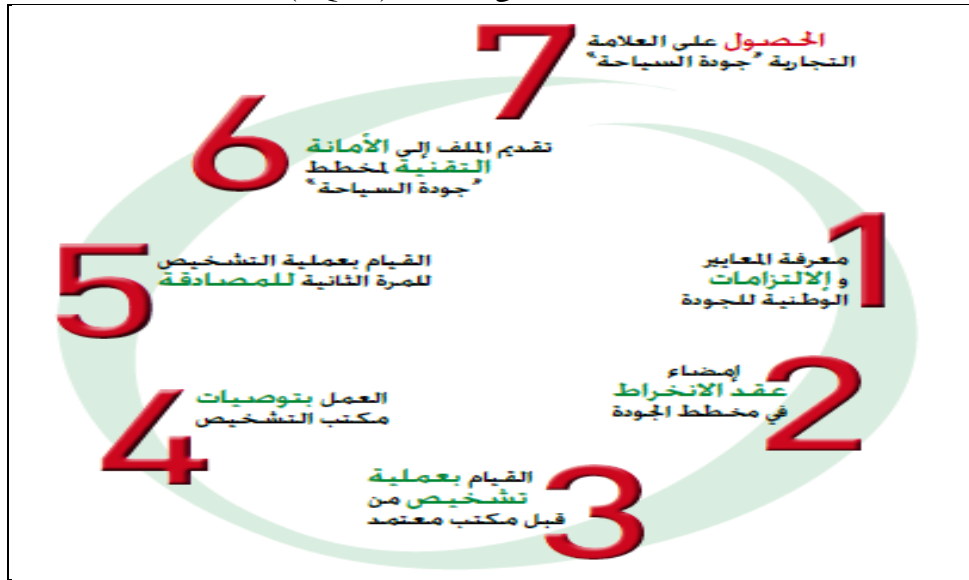 7
الحصول على العلامة
التجارية "جودة السياحة"
6
تقديم الملف إلى الأمانة
التقنية لمخطط
"جودة السياحة"
5
القيام بعملية التشخيص
للمرة الثانية للمصادقة
1
معرفة المعايير
و الالتزامات
الوطنية للجودة
2
إمضاء
عقد الانخراط
في مخطط الجودة
4
العمل بتوصيات
مكتب التشخيص
3
القيام بعملية
تشخيص من
قبل مكتب معتمد